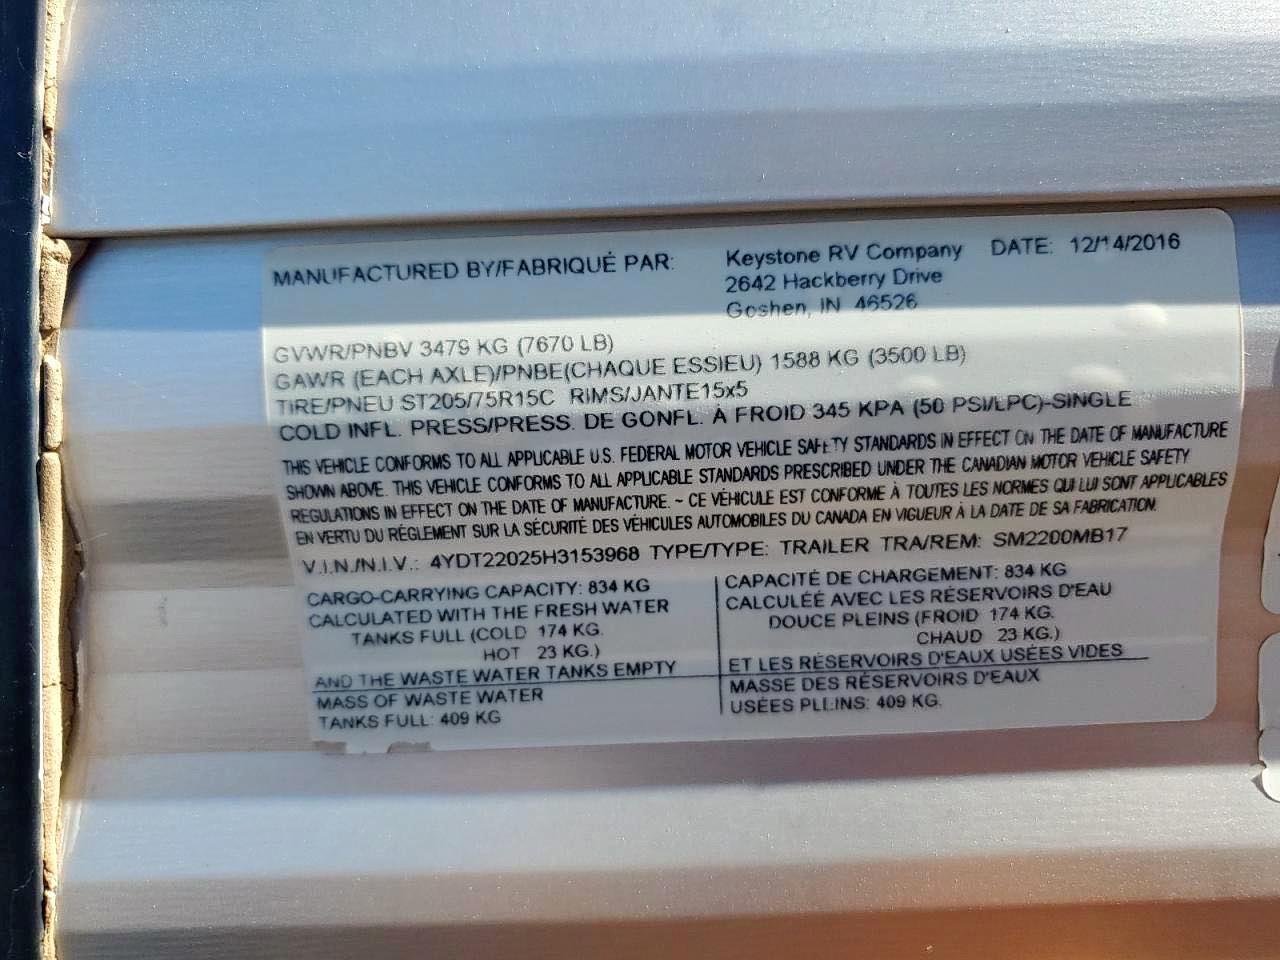 MANUFACTURED BY/FABRIQUÉ PAR: Keystone RV Company DATE: 12/14/2016
2642 Hackberry Drive
Goshen, IN 46526
GVWR/PNBV 3479 KG (7670 LB)
GAWR (EACH AXLE)/PNBE(CHAQUE ESSIEU) 1588 KG (3500 LB)
TIRE/PNEU ST205/75R15C RIMS/JANTE15x5
COLD INFL. PRESS/PRESS. DE GONFL. À FROID 345 KPA (50 PSI/LPC)-SINGLE
THIS VEHICLE CONFORMS TO ALL APPLICABLE U.S. FEDERAL MOTOR VEHICLE SAFETY STANDARDS IN EFFECT ON THE DATE OF MANUFACTURE
SHOWN ABOVE. THIS VEHICLE CONFORMS TO ALL APPLICABLE STANDARDS PRESCRIBED UNDER THE CANADIAN MOTOR VEHICLE SAFETY
REGULATIONS IN EFFECT ON THE DATE OF MANUFACTURE. ~ CE VÉHICULE EST CONFORME À TOUTES LES NORMES QUI LUI SONT APPLICABLES
EN VERTU DU RÉGLEMENT SUR LA SÉCURITÉ DES VÉHICULES AUTOMOBILES DU CANADA EN VIGUEUR À LA DATE DE SA FABRICATION.
V.I.N./N.I.V.: 4YDT22025H3153968 TYPE/TYPE: TRAILER TRA/REM: SM2200MB17
CARGO-CARRYING CAPACITY: 834 KG
CALCULATED WITH THE FRESH WATER
TANKS FULL (COLD 174 KG.
HOT 23 KG.)
AND THE WASTE WATER TANKS EMPTY
MASS OF WASTE WATER
TANKS FULL: 409 KG
CAPACITÉ DE CHARGEMENT: 834 KG
CALCULÉE AVEC LES RÉSERVOIRS D'EAU
DOUCE PLEINS (FROID 174 KG.
CHAUD 23 KG.)
ET LES RÉSERVOIRS D'EAUX USÉES VIDES
MASSE DES RÉSERVOIRS D'EAUX
USÉES PLEINS: 409 KG.